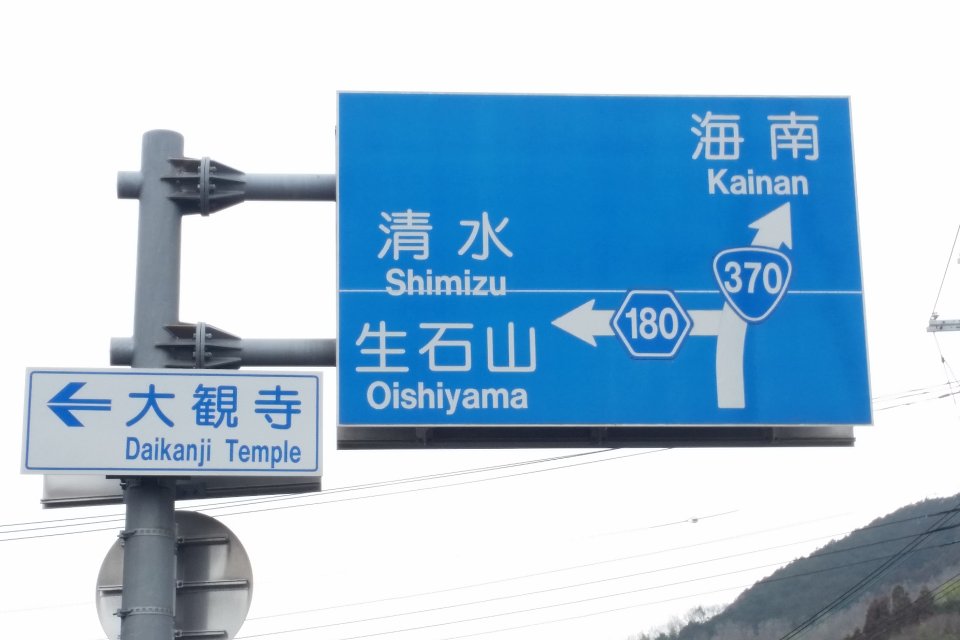 海南
Kainan
清水
Shimizu
370
180
生石山
Oishiyama
大観寺
Daikanji Temple